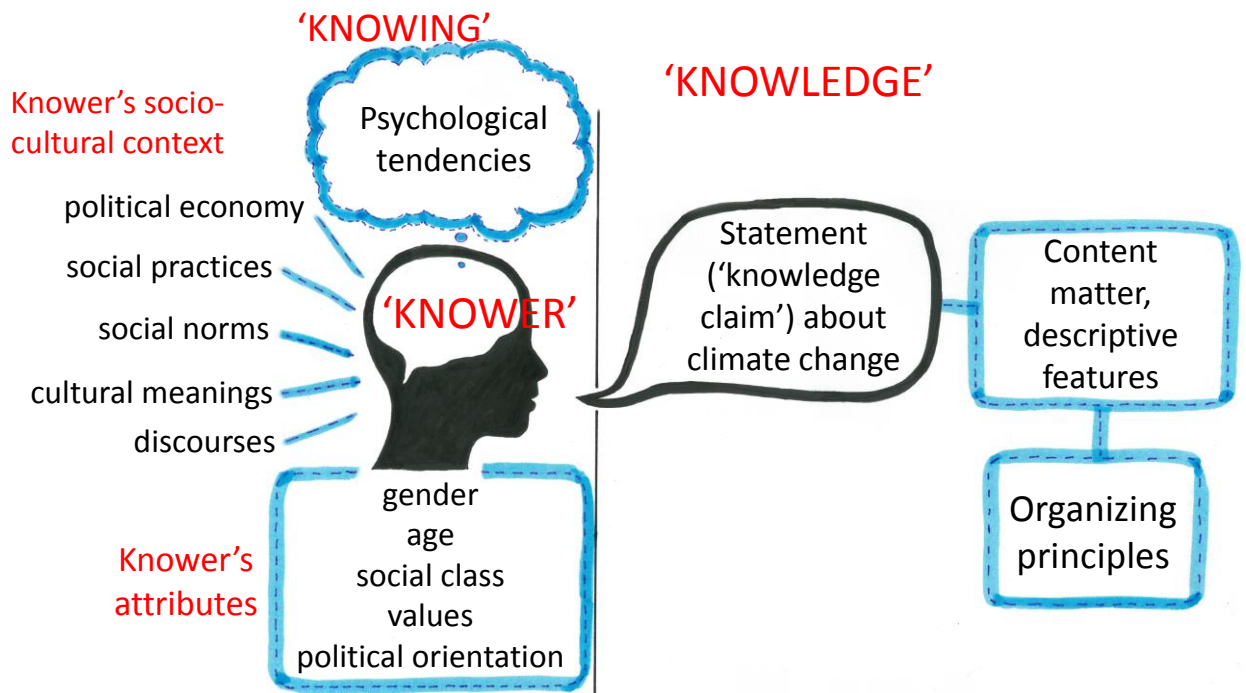 ‘KNOWING’
Knower’s socio-
cultural context
Psychological
tendencies
political economy
social practices
social norms
cultural meanings
discourses
‘KNOWER’
gender
age
social class
values
political orientation
Knower’s
attributes
‘KNOWLEDGE’
Statement
(‘knowledge
claim’) about
climate change
Content
matter,
descriptive
features
Organizing
principles